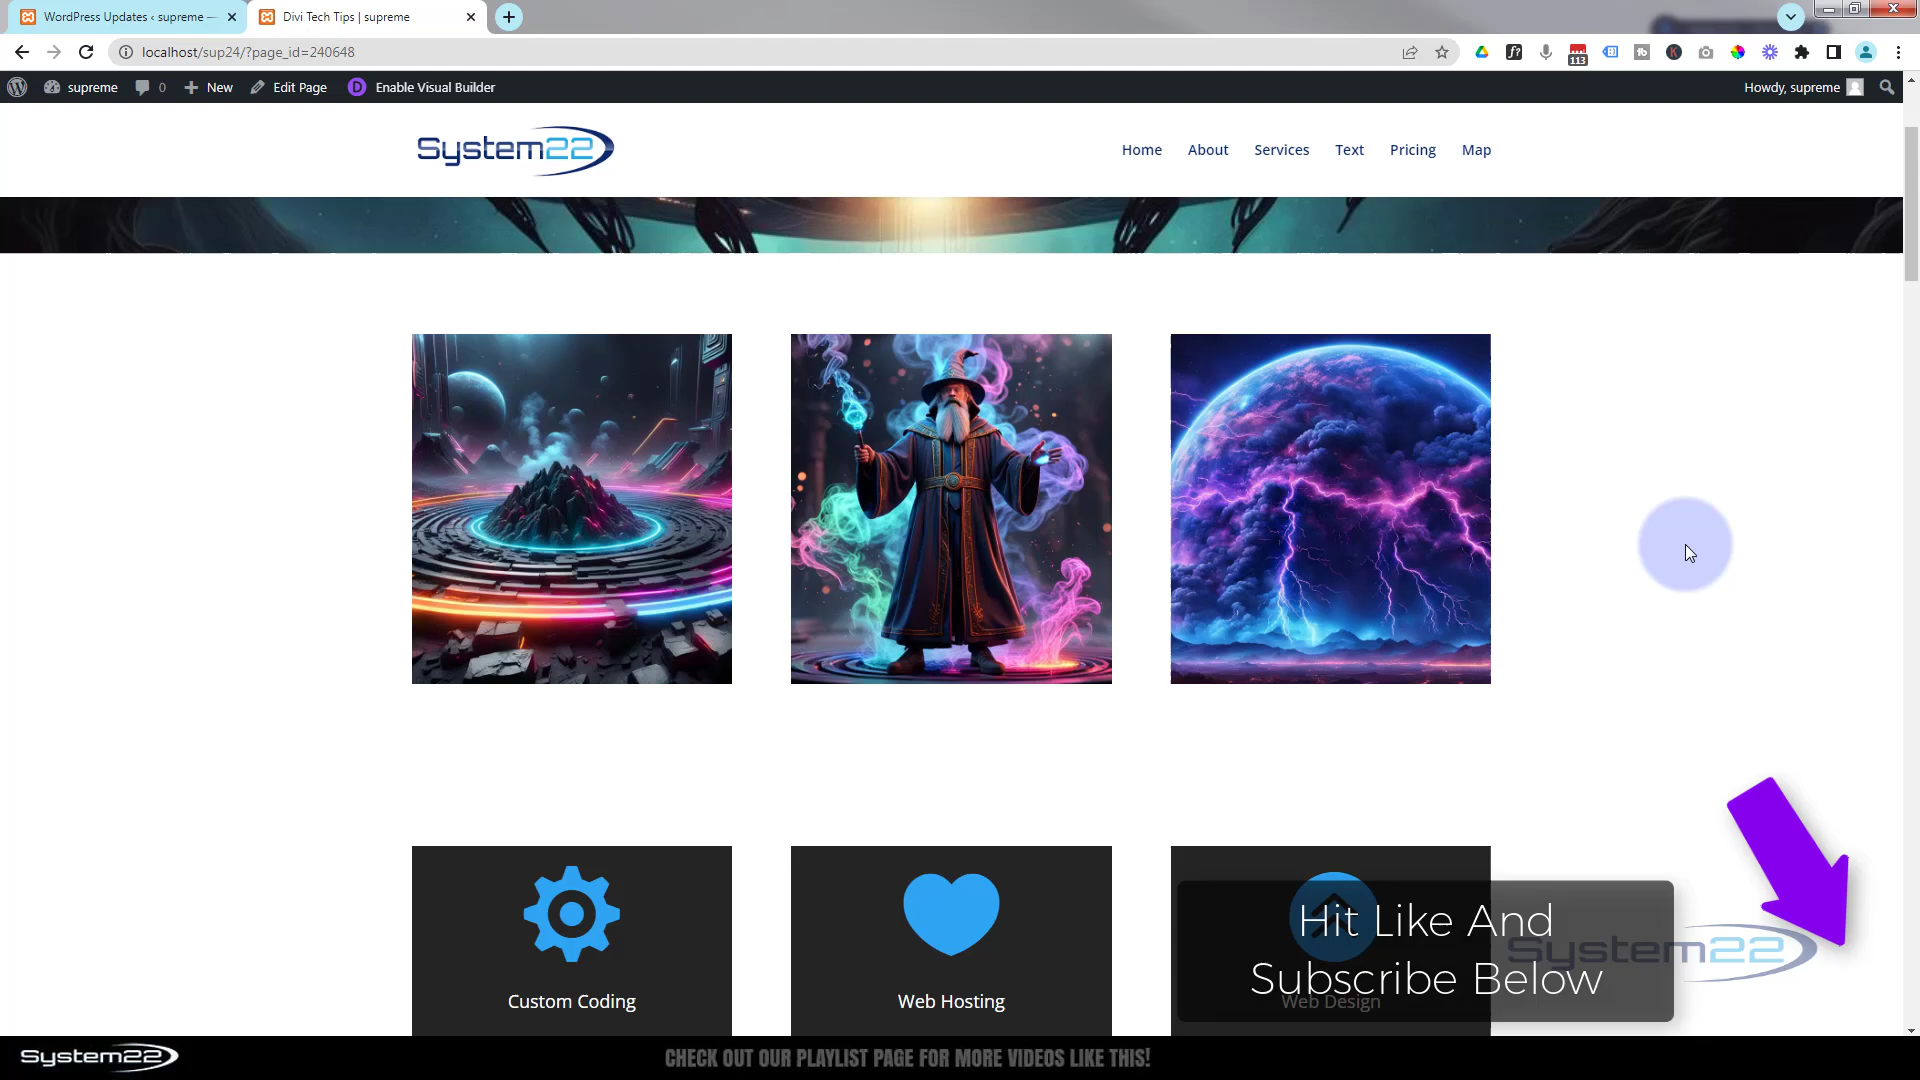 WordPress Updates ‹ supreme —
Divi Tech Tips | supreme
localhost/sup24/?page_id=240648
113
supreme
0
New
Edit Page
Enable Visual Builder
Howdy, supreme
System22
Home
About
Services
Text
Pricing
Map
Custom Coding
Web Hosting
Web Design
Hit Like And
Subscribe Below
System22
System22
CHECK OUT OUR PLAYLIST PAGE FOR MORE VIDEOS LIKE THIS!